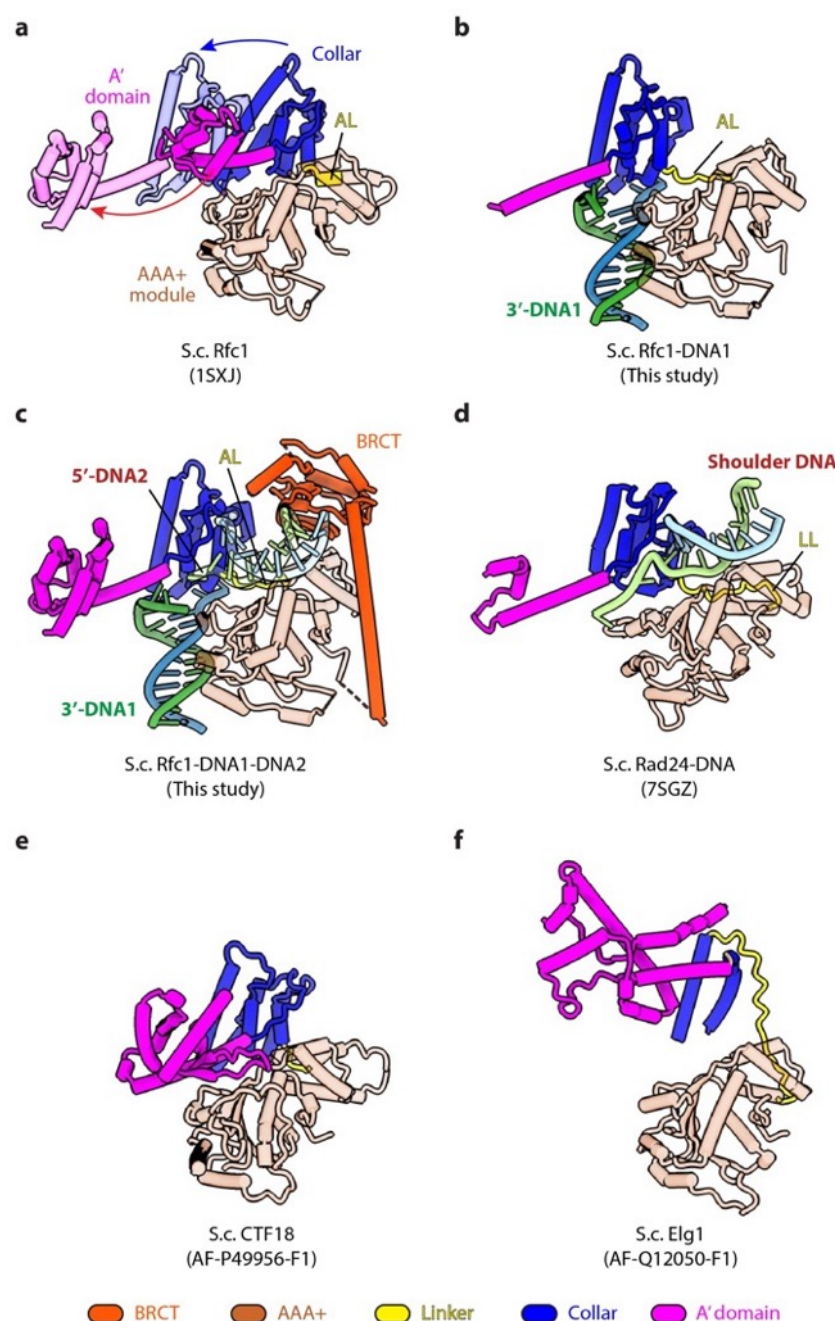 a
Collar
A'
domain
AL
AAA+
module
S.c. Rfc1
(1SXJ)
b
AL
3'-DNA1
S.c. Rfc1-DNA1
(This study)
c
BRCT
AL
5'-DNA2
3'-DNA1
S.c. Rfc1-DNA1-DNA2
(This study)
d
Shoulder DNA
LL
S.c. Rad24-DNA
(7SGZ)
e
S.c. CTF18
(AF-P49956-F1)
f
S.c. Elg1
(AF-Q12050-F1)
BRCT AAA+ Linker Collar A' domain